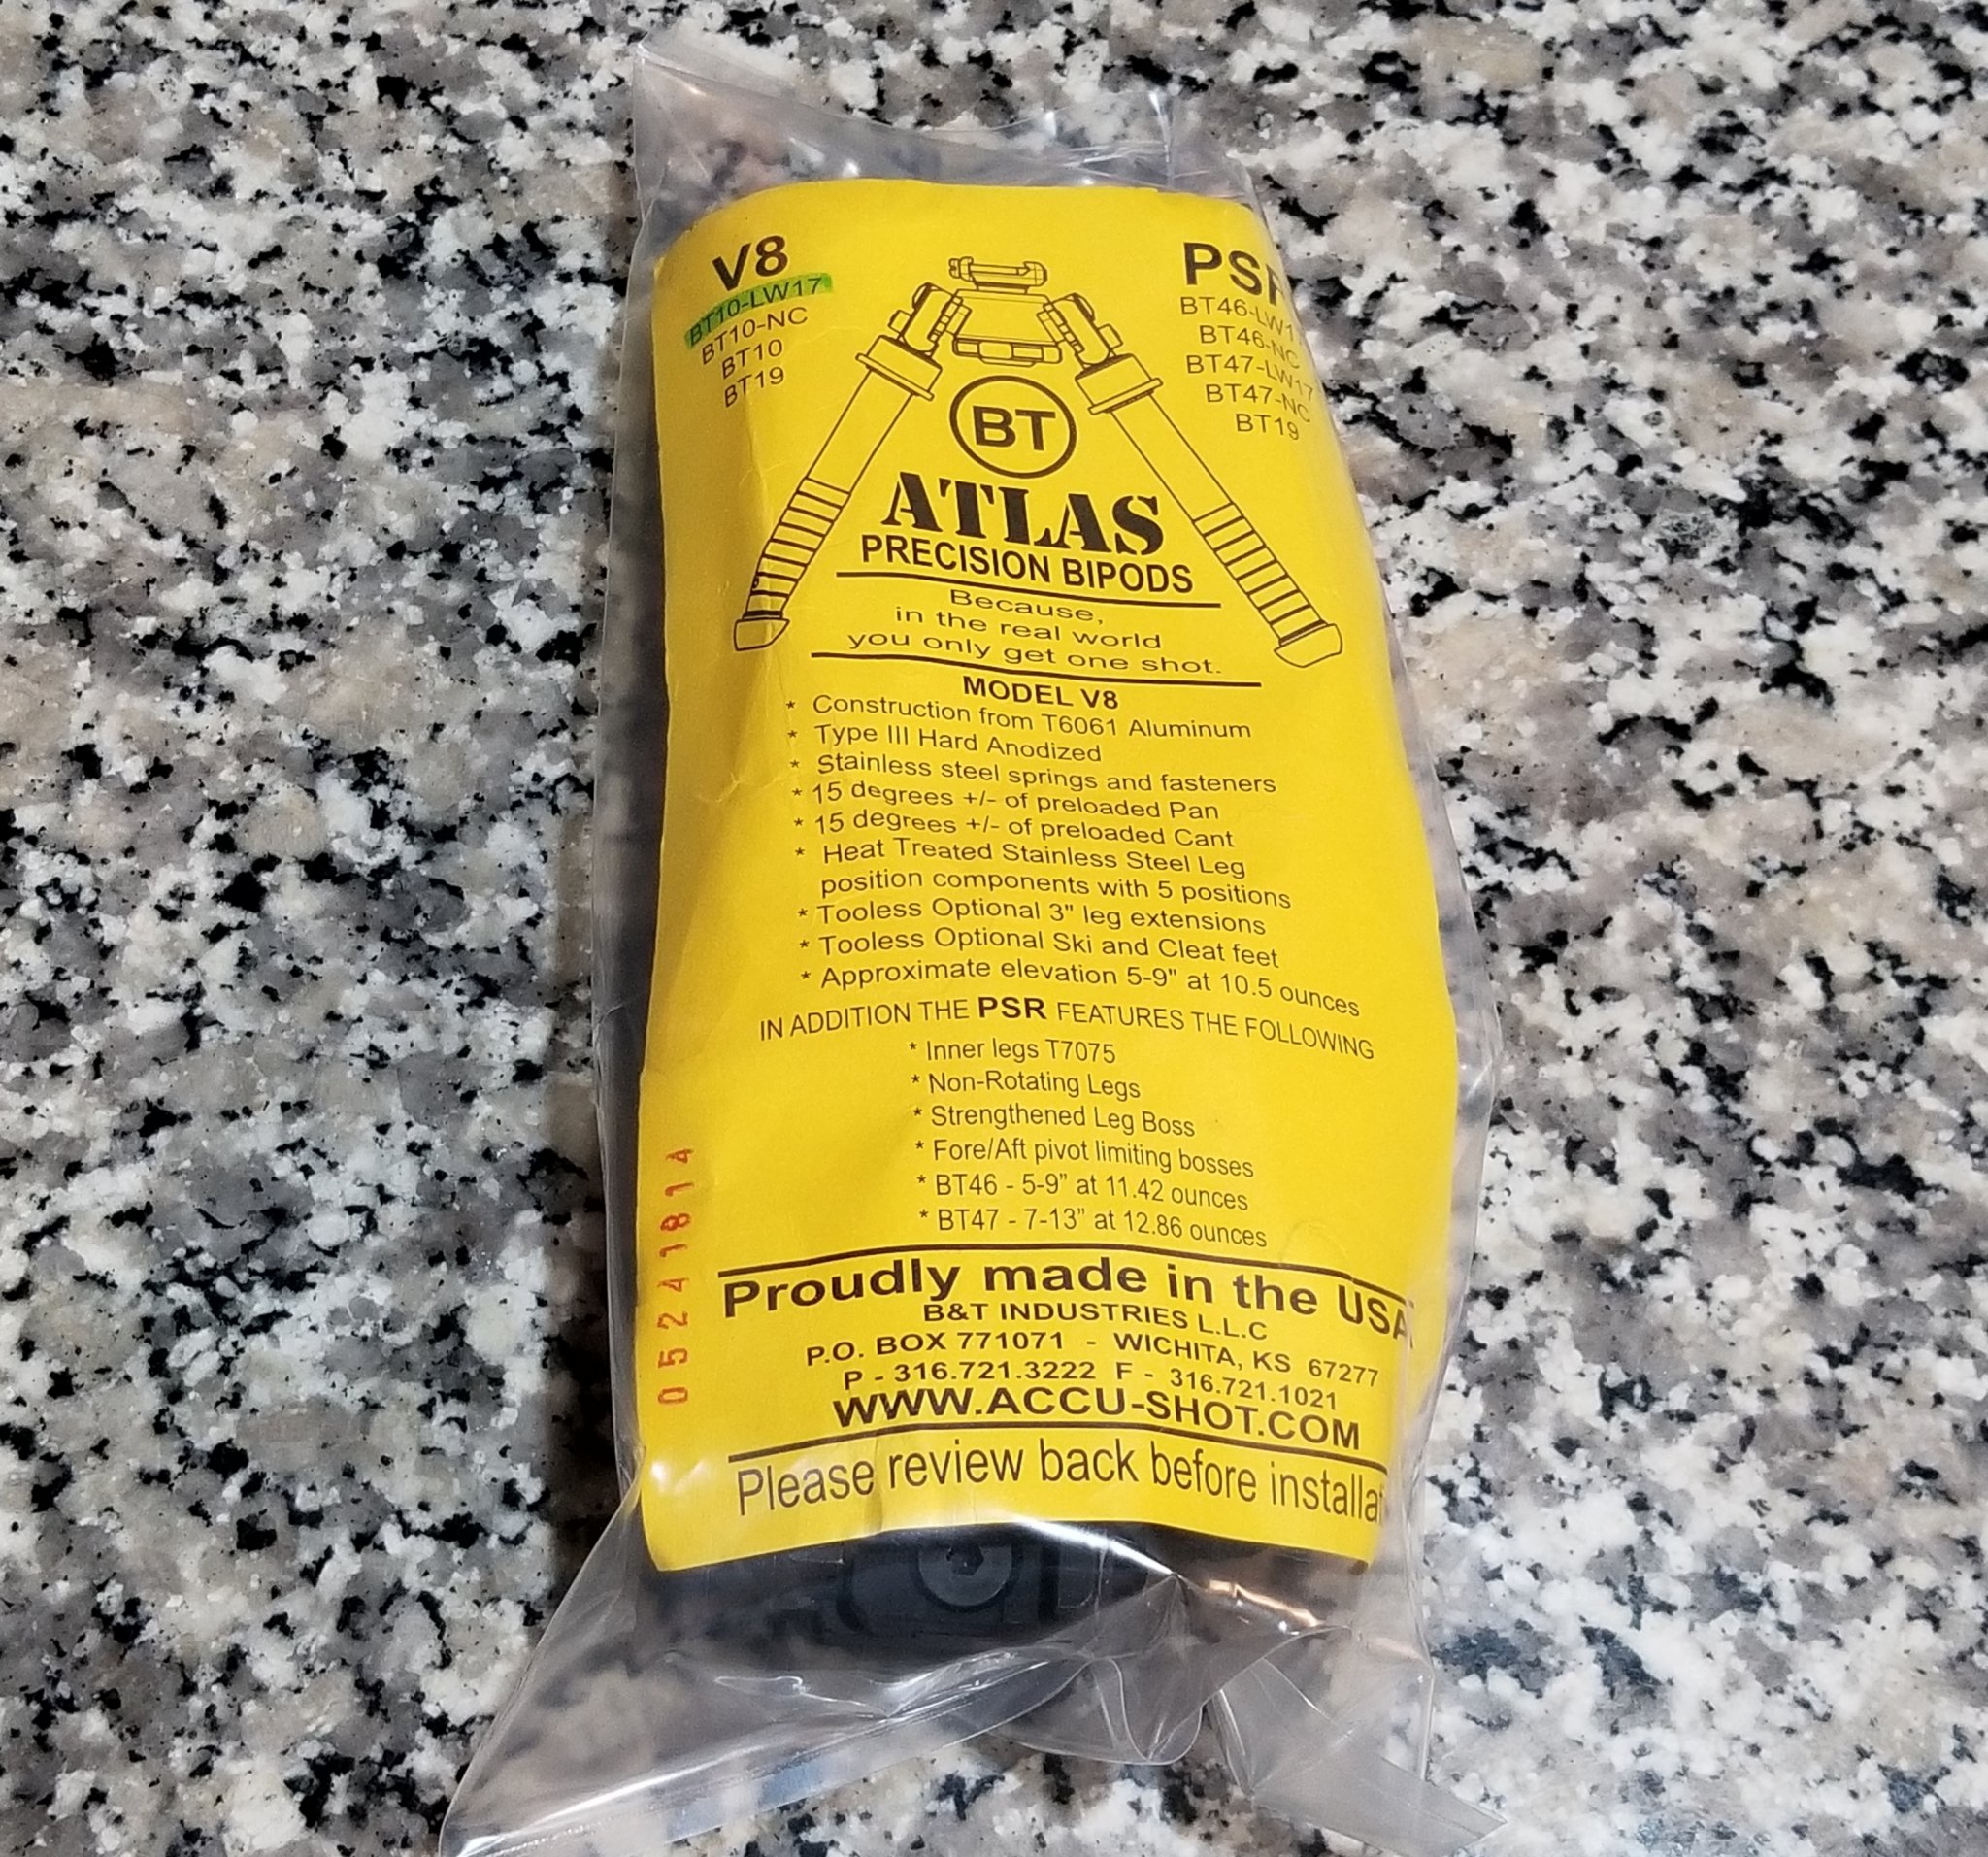 V8
BT10-LW17
BT10-NC
BT10
BT19
PSR
BT46-LW17
BT46-NC
BT47-LW17
BT47-NC
BT19
BT
ATLAS
PRECISION BIPODS
Because,
in the real world
you only get one shot.
MODEL V8
* Construction from T6061 Aluminum
* Type III Hard Anodized
* Stainless steel springs and fasteners
* 15 degrees +/- of preloaded Pan
* 15 degrees +/- of preloaded Cant
* Heat Treated Stainless Steel Leg
position components with 5 positions
* Tooless Optional 3" leg extensions
* Tooless Optional Ski and Cleat feet
* Approximate elevation 5-9" at 10.5 ounces
IN ADDITION THE PSR FEATURES THE FOLLOWING
* Inner legs T7075
* Non-Rotating Legs
* Strengthened Leg Boss
* Fore/Aft pivot limiting bosses
* BT46 - 5-9" at 11.42 ounces
* BT47 - 7-13" at 12.86 ounces
05241814
Proudly made in the USA
B&T INDUSTRIES L.L.C
P.O. BOX 771071 - WICHITA, KS 67277
P - 316.721.3222 F - 316.721.1021
WWW.ACCU-SHOT.COM
Please review back before